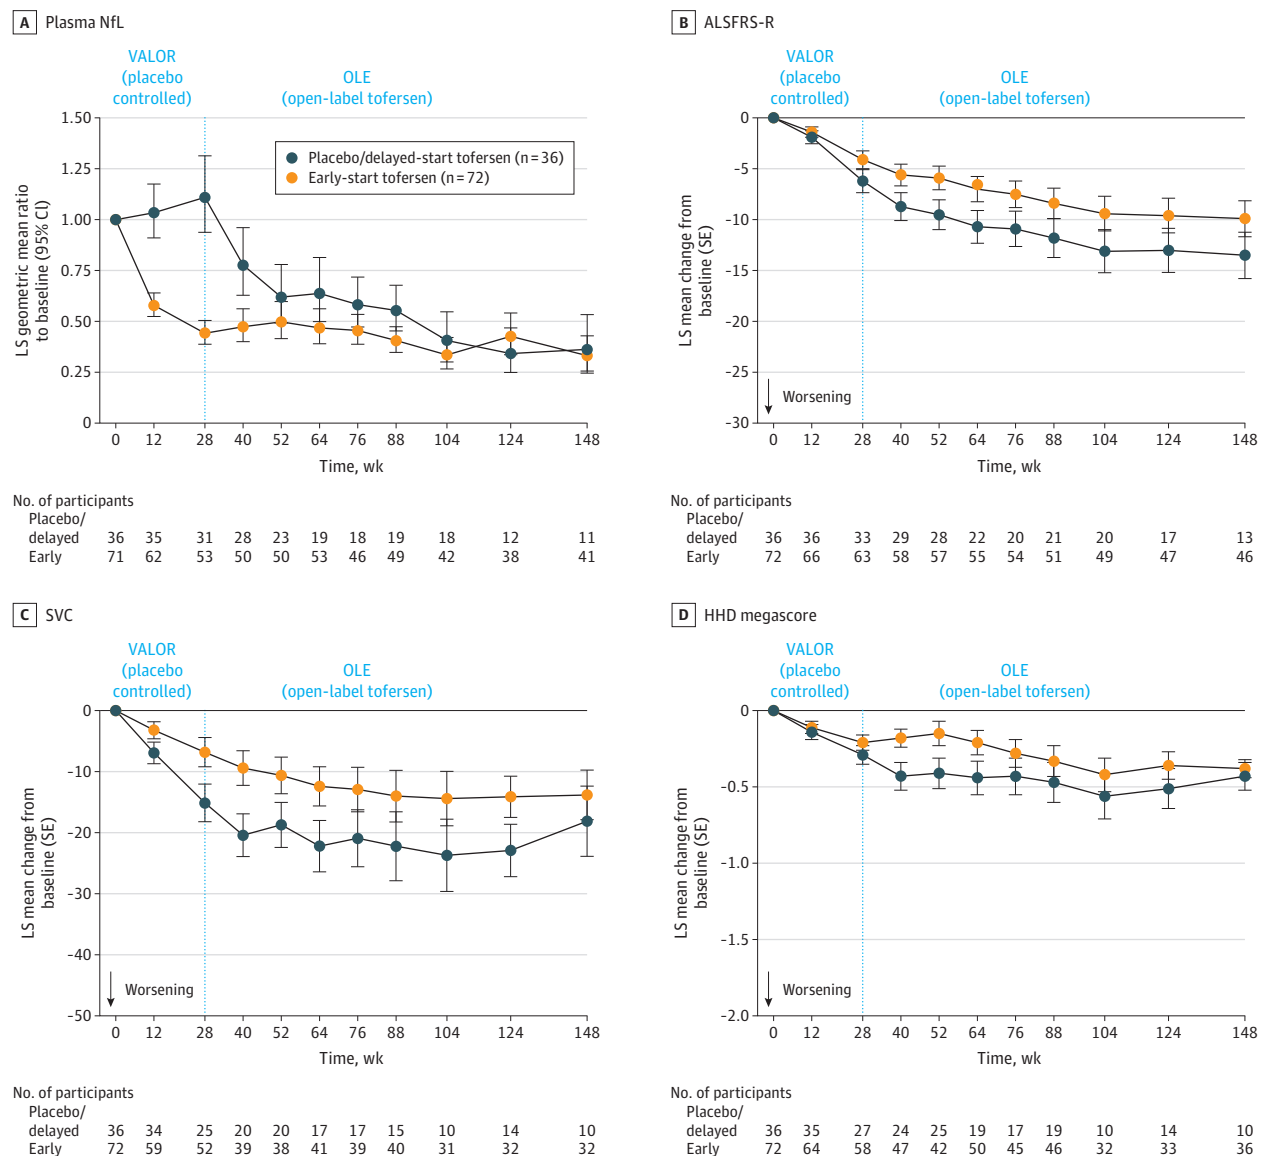 A Plasma NfL
VALOR
(placebo
controlled)
OLE
(open-label tofersen)
LS geometric mean ratio
to baseline (95% CI)
1.50
1.25
1.00
0.75
0.50
0.25
0
Placebo/delayed-start tofersen (n = 36)
Early-start tofersen (n = 72)
0 12 28 40 52 64 76 88 104 124 148
Time, wk
No. of participants
Placebo/
delayed 36 35 31 28 23 19 18 19 18 12 11
Early 71 62 53 50 50 53 46 49 42 38 41
B ALSFRS-R
VALOR
(placebo
controlled)
OLE
(open-label tofersen)
LS mean change from
baseline (SE)
0
-5
-10
-15
-20
-25
-30
Worsening
0 12 28 40 52 64 76 88 104 124 148
Time, wk
No. of participants
Placebo/
delayed 36 36 33 29 28 22 20 21 20 17 13
Early 72 66 63 58 57 55 54 51 49 47 46
C SVC
VALOR
(placebo
controlled)
OLE
(open-label tofersen)
LS mean change from
baseline (SE)
0
-10
-20
-30
-40
-50
Worsening
0 12 28 40 52 64 76 88 104 124 148
Time, wk
No. of participants
Placebo/
delayed 36 34 25 20 20 17 17 15 10 14 10
Early 72 59 52 39 38 41 39 40 31 32 32
D HHD megascore
VALOR
(placebo
controlled)
OLE
(open-label tofersen)
LS mean change from
baseline (SE)
0
-0.5
-1.0
-1.5
-2.0
Worsening
0 12 28 40 52 64 76 88 104 124 148
Time, wk
No. of participants
Placebo/
delayed 36 35 27 24 25 19 17 19 10 14 10
Early 72 64 58 47 42 50 45 46 32 33 36